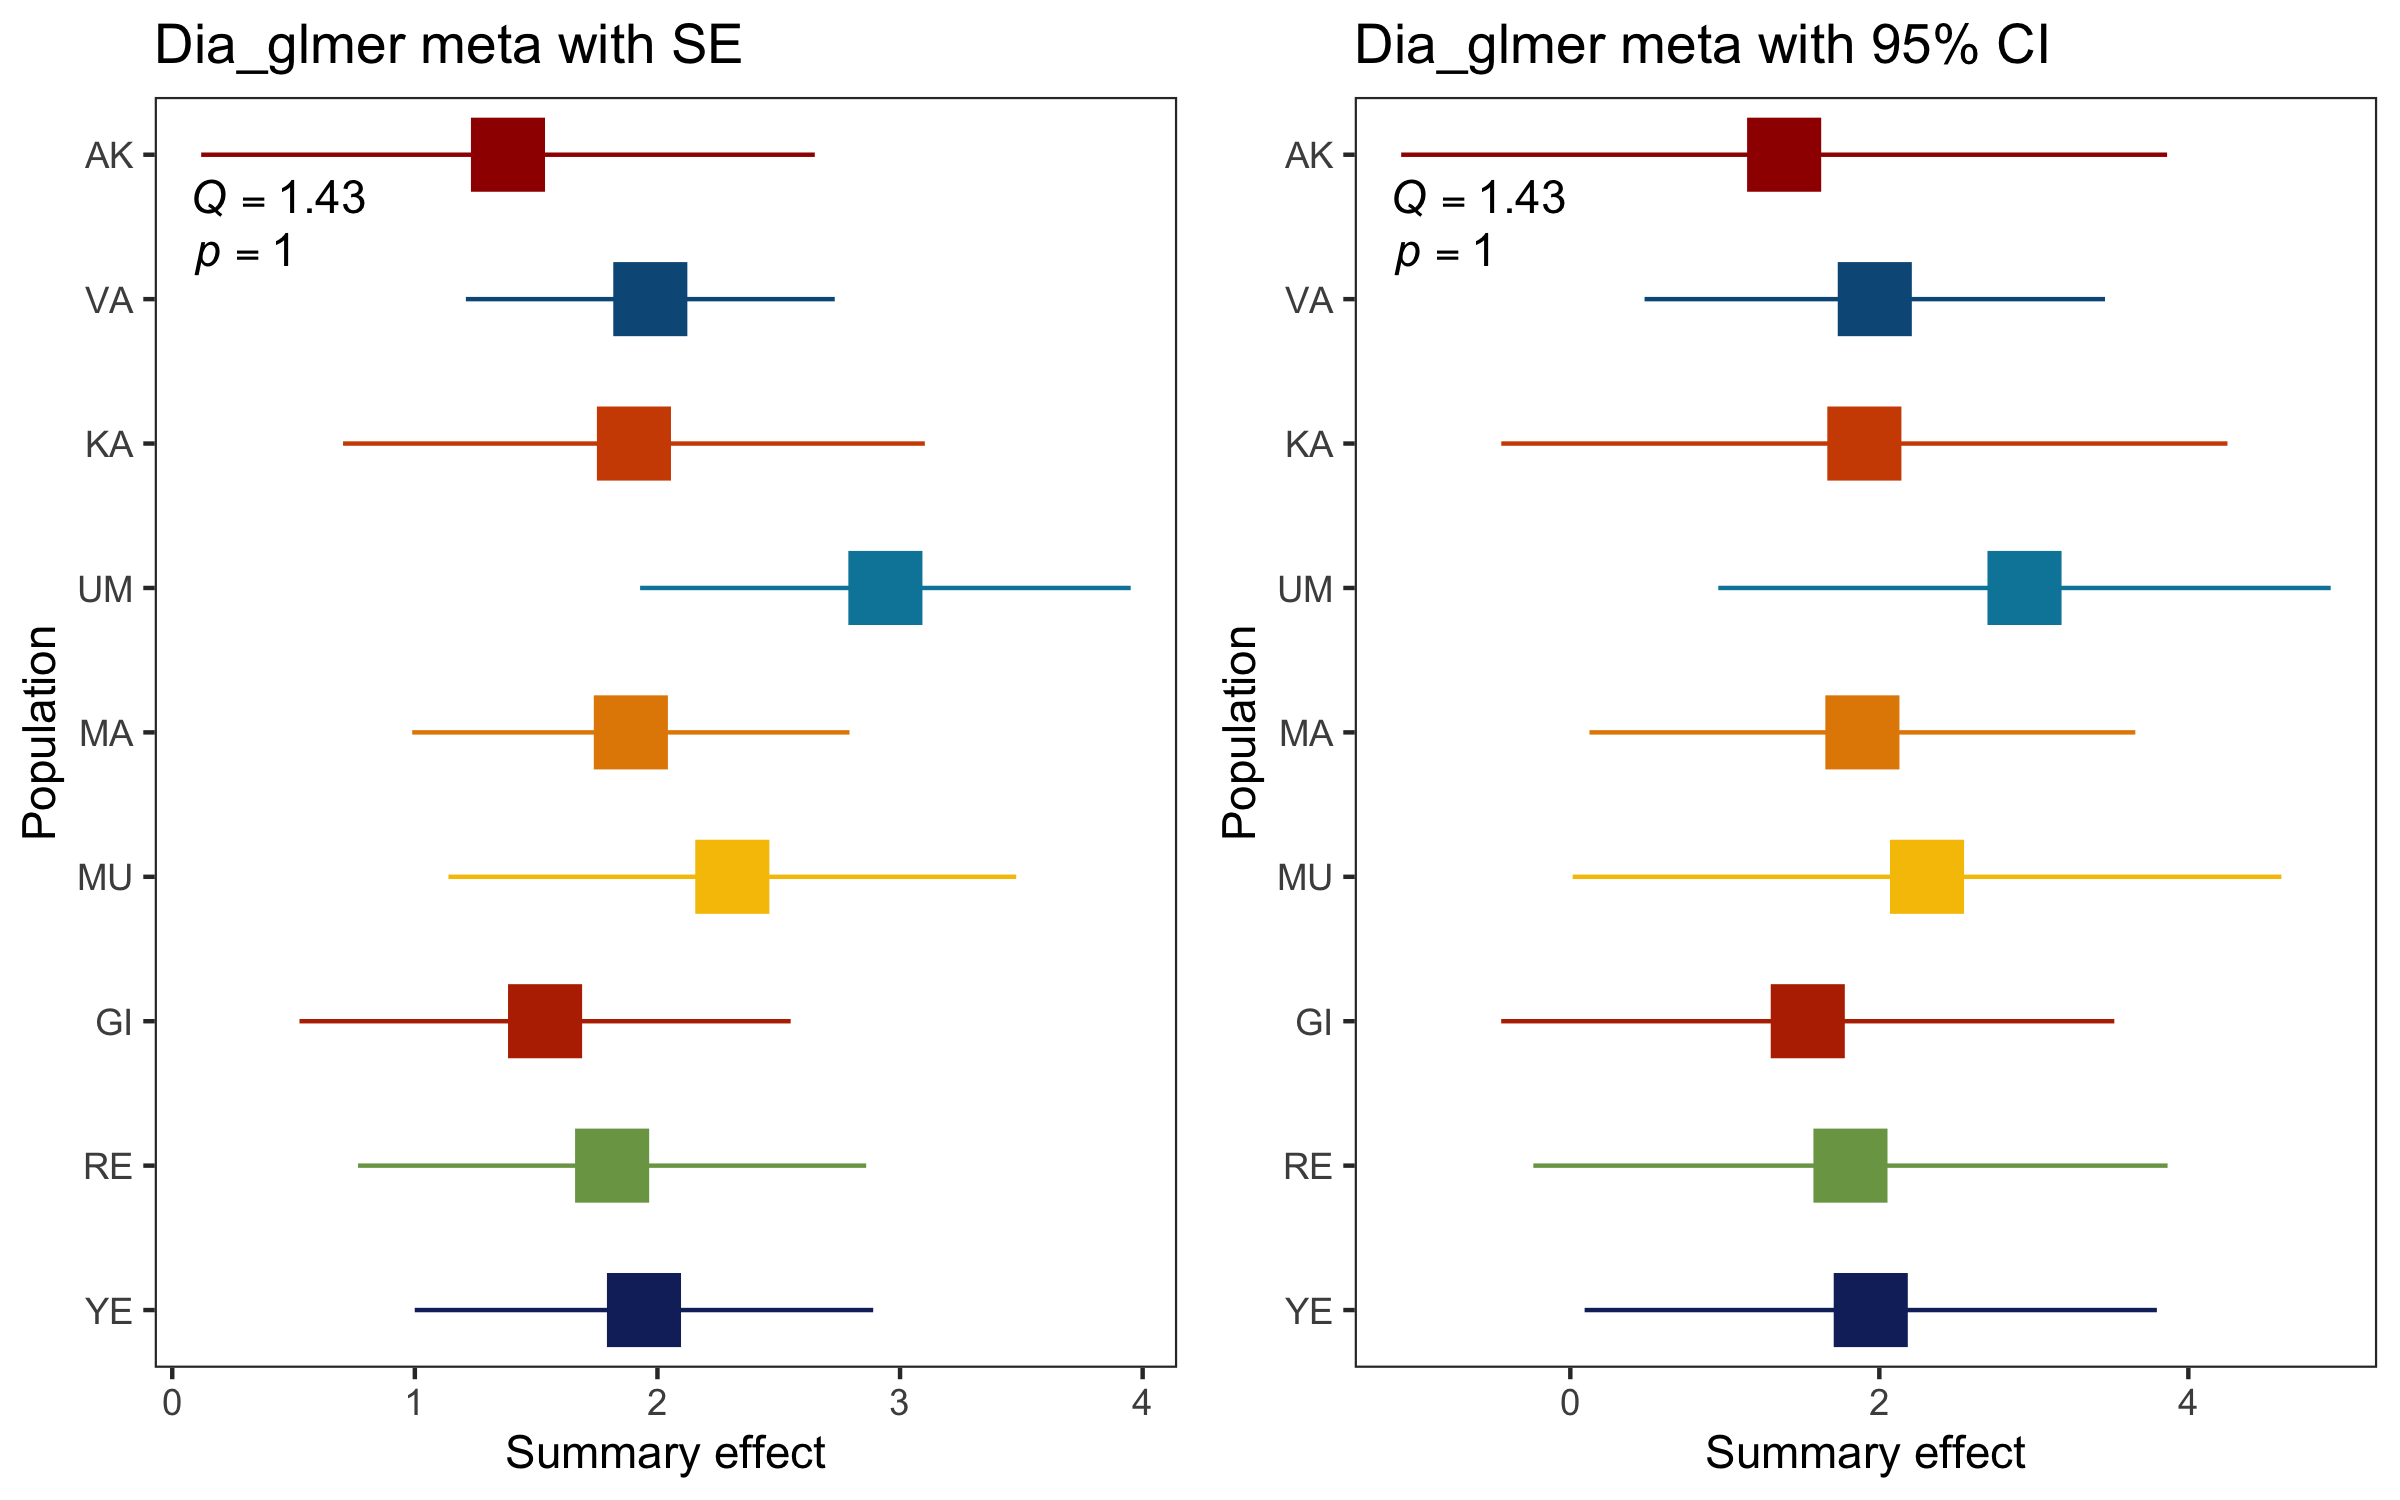 Dia_glmer meta with SE
AK
Q = 1.43
p = 1
VA
KA
UM
MA
MU
GI
RE
YE
Population
0 1 2 3 4
Summary effect
Dia_glmer meta with 95% CI
AK
Q = 1.43
p = 1
VA
KA
UM
MA
MU
GI
RE
YE
Population
0 2 4
Summary effect